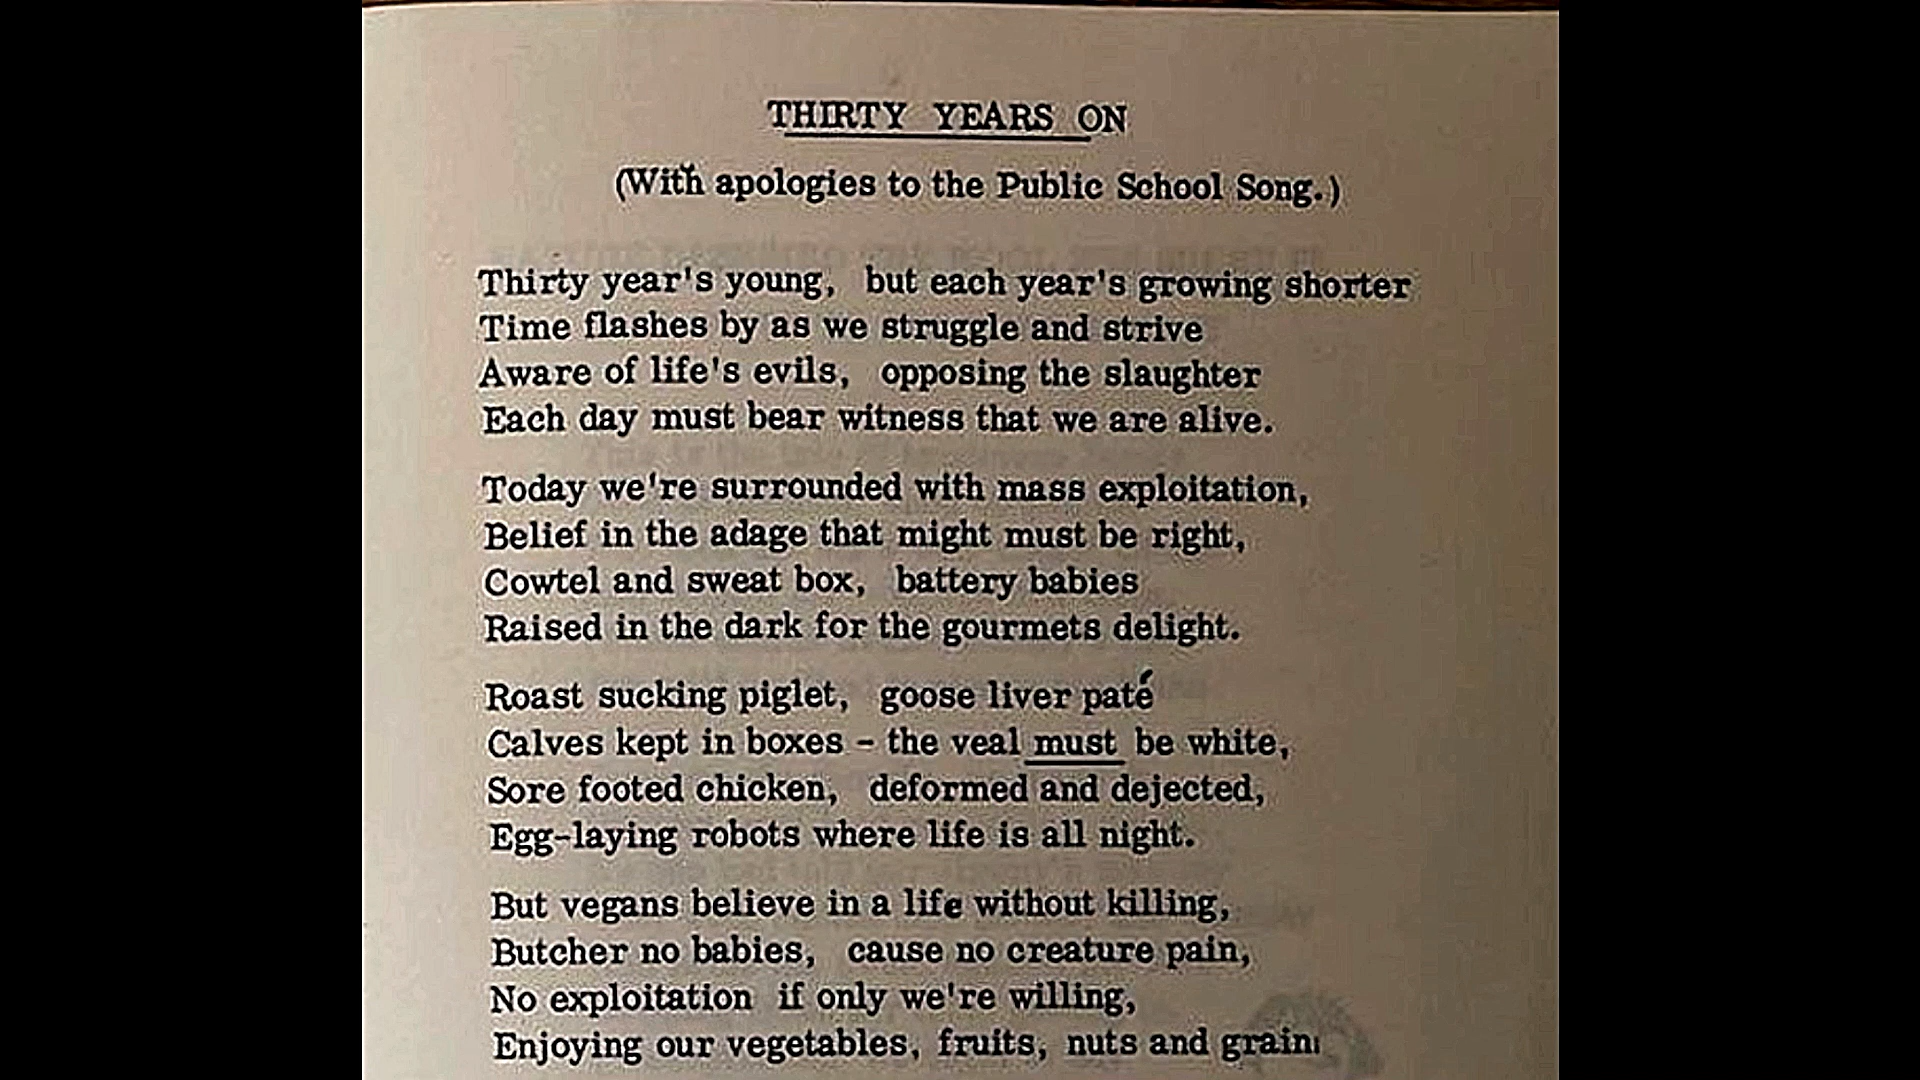 THIRTY YEARS ON
(With apologies to the Public School Song.)
Thirty year's young, but each year's growing shorter
Time flashes by as we struggle and strive
Aware of life's evils, opposing the slaughter
Each day must bear witness that we are alive.
Today we're surrounded with mass exploitation,
Belief in the adage that might must be right,
Cowtel and sweat box, battery babies
Raised in the dark for the gourmets delight.
Roast sucking piglet, goose liver paté
Calves kept in boxes - the veal must be white,
Sore footed chicken, deformed and dejected,
Egg-laying robots where life is all night.
But vegans believe in a life without killing,
Butcher no babies, cause no creature pain,
No exploitation if only we're willing,
Enjoying our vegetables, fruits, nuts and grain